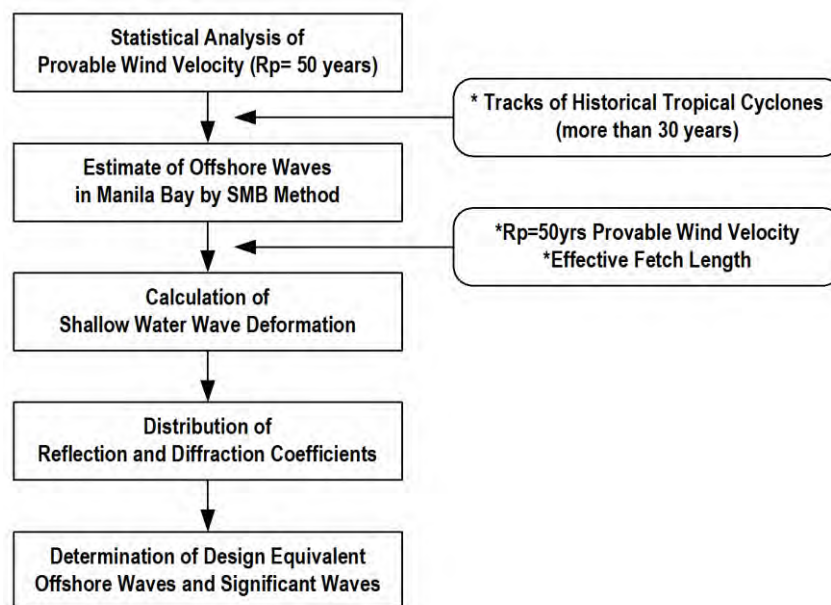 Statistical Analysis of
Provable Wind Velocity (Rp= 50 years)
* Tracks of Historical Tropical Cyclones
(more than 30 years)
Estimate of Offshore Waves
in Manila Bay by SMB Method
*Rp=50yrs Provable Wind Velocity
*Effective Fetch Length
Calculation of
Shallow Water Wave Deformation
Distribution of
Reflection and Diffraction Coefficients
Determination of Design Equivalent
Offshore Waves and Significant Waves